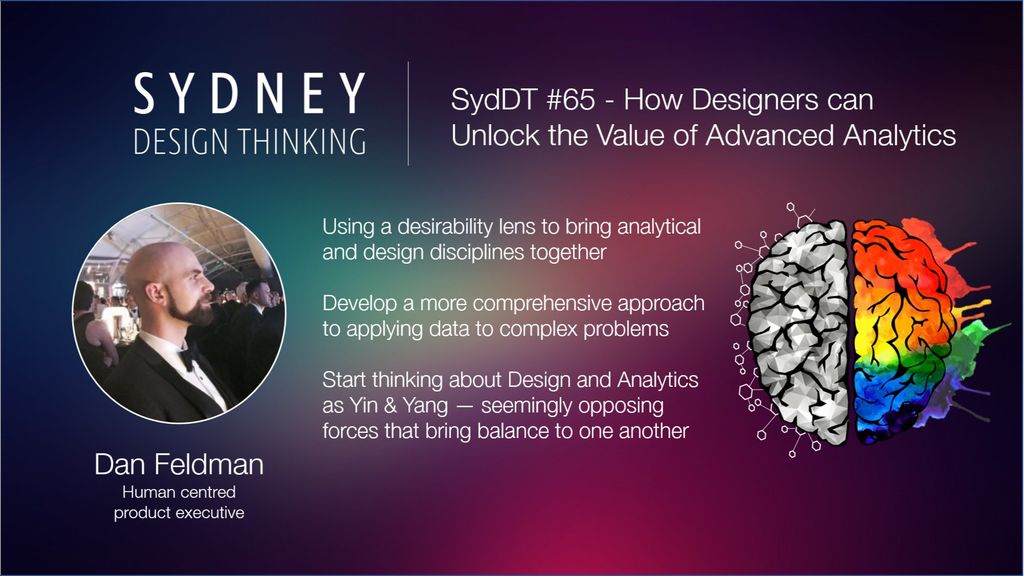 SYDNEY
DESIGN THINKING
SydDT #65 - How Designers can
Unlock the Value of Advanced Analytics
Using a desirability lens to bring analytical
and design disciplines together
Develop a more comprehensive approach
to applying data to complex problems
Start thinking about Design and Analytics
as Yin & Yang — seemingly opposing
forces that bring balance to one another
Dan Feldman
Human centred
product executive